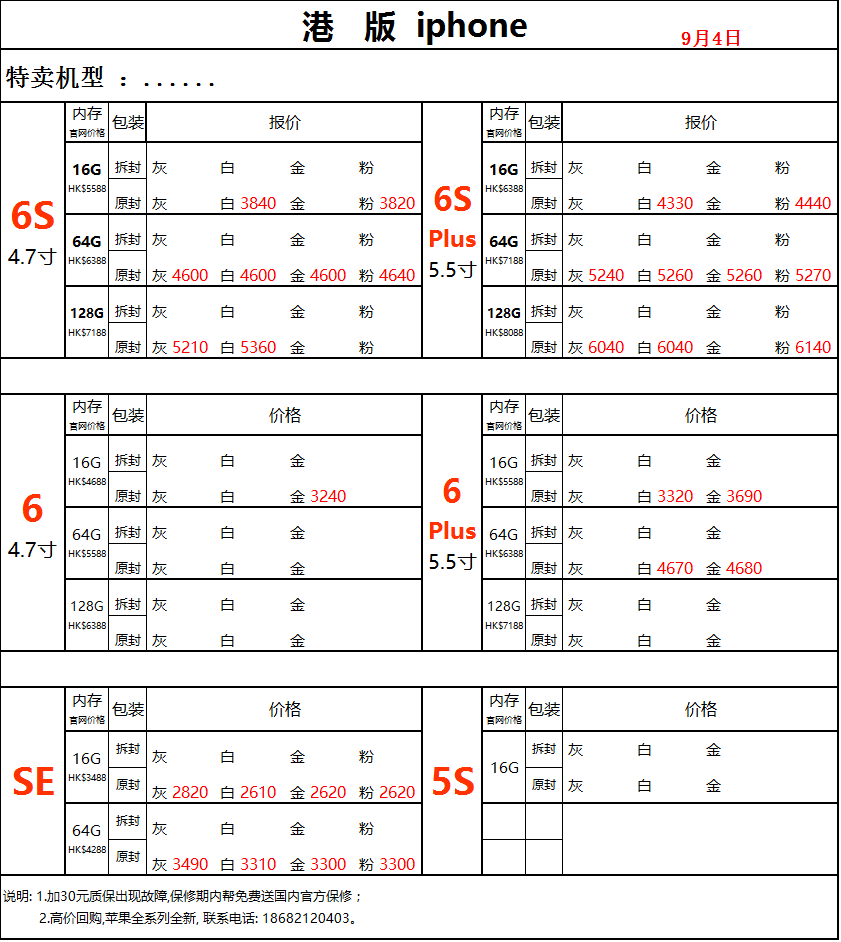 港 版 iphone
9月4日
特卖机型 ：......
6S
4.7寸
内存 包装 报价
官网价格
16G 拆封 灰 白 金 粉
HK$5588
原封 灰 白 3840 金 粉 3820
64G 拆封 灰 白 金 粉
HK$6388
原封 灰 4600 白 4600 金 4600 粉 4640
128G 拆封 灰 白 金 粉
HK$7188
原封 灰 5210 白 5360 金 粉
6S
Plus
5.5寸
内存 包装 报价
官网价格
16G 拆封 灰 白 金 粉
HK$6388
原封 灰 白 4330 金 粉 4440
64G 拆封 灰 白 金 粉
HK$7188
原封 灰 5240 白 5260 金 5260 粉 5270
128G 拆封 灰 白 金 粉
HK$8088
原封 灰 6040 白 6040 金 粉 6140
6
4.7寸
内存 包装 价格
官网价格
16G 拆封 灰 白 金
HK$4688
原封 灰 白 金 3240
64G 拆封 灰 白 金
HK$5588
原封 灰 白 金
128G 拆封 灰 白 金
HK$6388
原封 灰 白 金
6
Plus
5.5寸
内存 包装 价格
官网价格
16G 拆封 灰 白 金
HK$5588
原封 灰 白 3320 金 3690
64G 拆封 灰 白 金
HK$6388
原封 灰 白 4670 金 4680
128G 拆封 灰 白 金
HK$7188
原封 灰 白 金
SE
内存 包装 价格
官网价格
16G 拆封 灰 白 金 粉
HK$3488
原封 灰 2820 白 2610 金 2620 粉 2620
64G 拆封 灰 白 金 粉
HK$4288
原封 灰 3490 白 3310 金 3300 粉 3300
5S
内存 包装 价格
官网价格
16G 拆封 灰 白 金
原封 灰 白 金
说明: 1.加30元质保出现故障,保修期内帮免费送国内官方保修；
2.高价回购,苹果全系列全新, 联系电话: 18682120403。